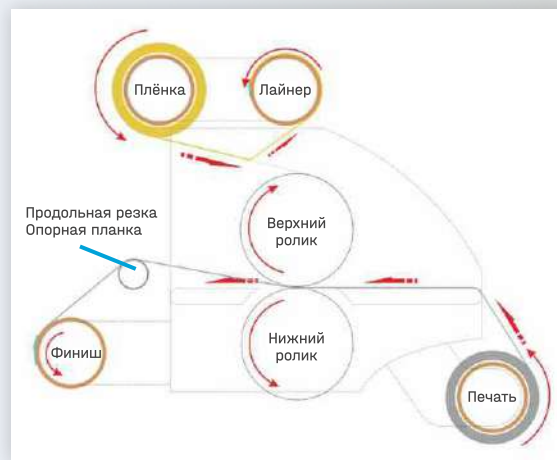 Плёнка
Лайнер
Продольная резка
Опорная планка
Верхний
ролик
Нижний
ролик
Финиш
Печать